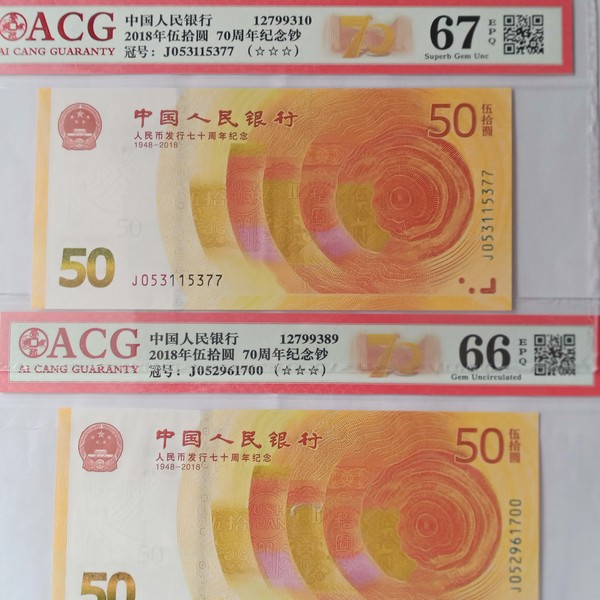 ACG
AI CANG GUARANTY
中国人民银行 12799310
2018年伍拾圆 70周年纪念钞
冠号: J053115377 (☆☆☆)
70
67 EPQ
Superb Gem Unc
中国人民银行
人民币发行七十周年纪念
1948-2018
50 伍拾圆
J053115377
50
J053115377
ACG
AI CANG GUARANTY
中国人民银行 12799389
2018年伍拾圆 70周年纪念钞
冠号: J052961700 (☆☆☆)
70
66 EPQ
Gem Uncirculated
中国人民银行
人民币发行七十周年纪念
1948-2018
50 伍拾圆
J052961700
50